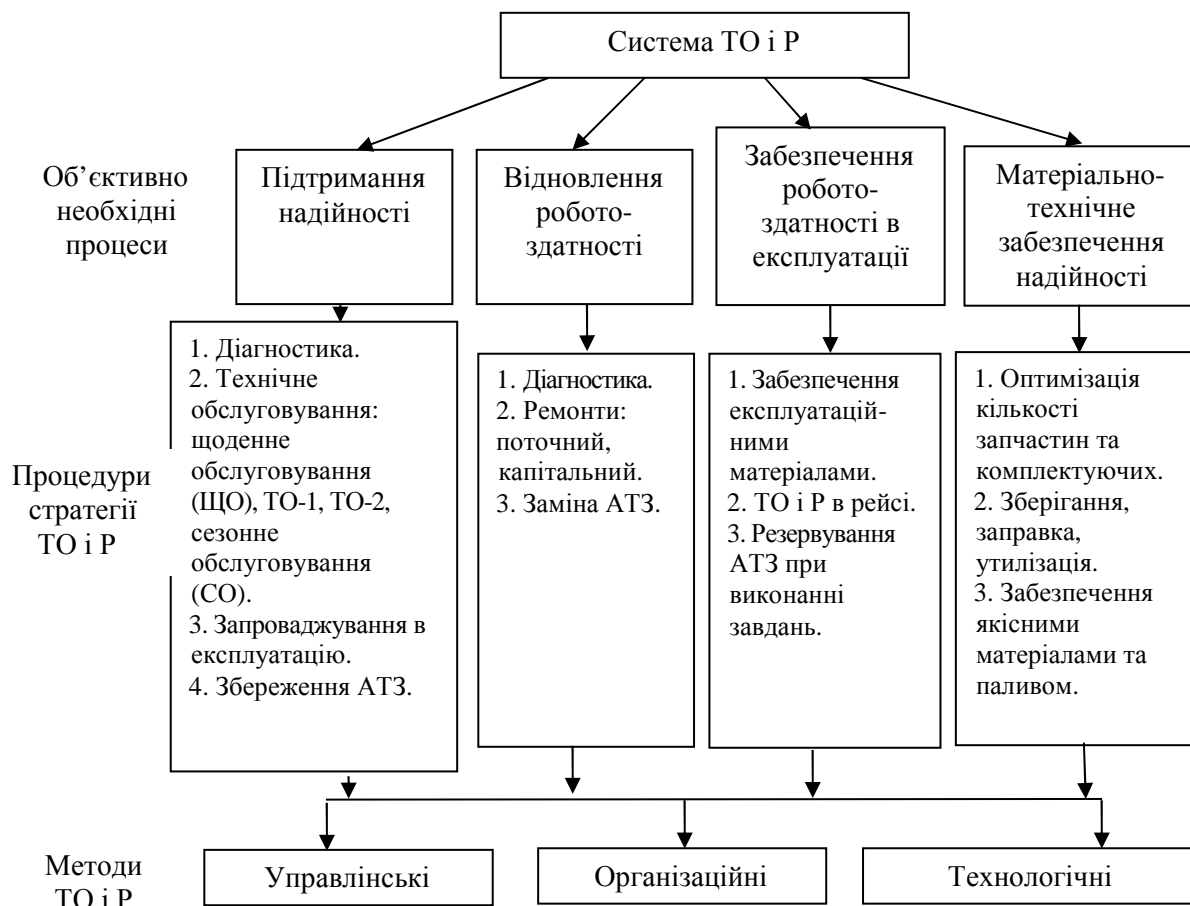 Система ТО і Р
Об’єктивно
необхідні
процеси
Підтримання
надійності
Відновлення
робото-
здатності
Забезпечення
робото-
здатності в
експлуатації
Матеріально-
технічне
забезпечення
надійності
Процедури
стратегії
ТО і Р
1. Діагностика.
2. Технічне
обслуговування:
щоденне
обслуговування
(ЩО), ТО-1, ТО-2,
сезонне
обслуговування
(СО).
3. Запроваджування в
експлуатацію.
4. Збереження АТЗ.
1. Діагностика.
2. Ремонти:
поточний,
капітальний.
3. Заміна АТЗ.
1. Забезпечення
експлуатацій-
ними
матеріалами.
2. ТО і Р в рейсі.
3. Резервування
АТЗ при
виконанні
завдань.
1. Оптимізація
кількості
запчастин та
комплектуючих.
2. Зберігання,
заправка,
утилізація.
3. Забезпечення
якісними
матеріалами та
паливом.
Методи
ТО і Р
Управлінські
Організаційні
Технологічні